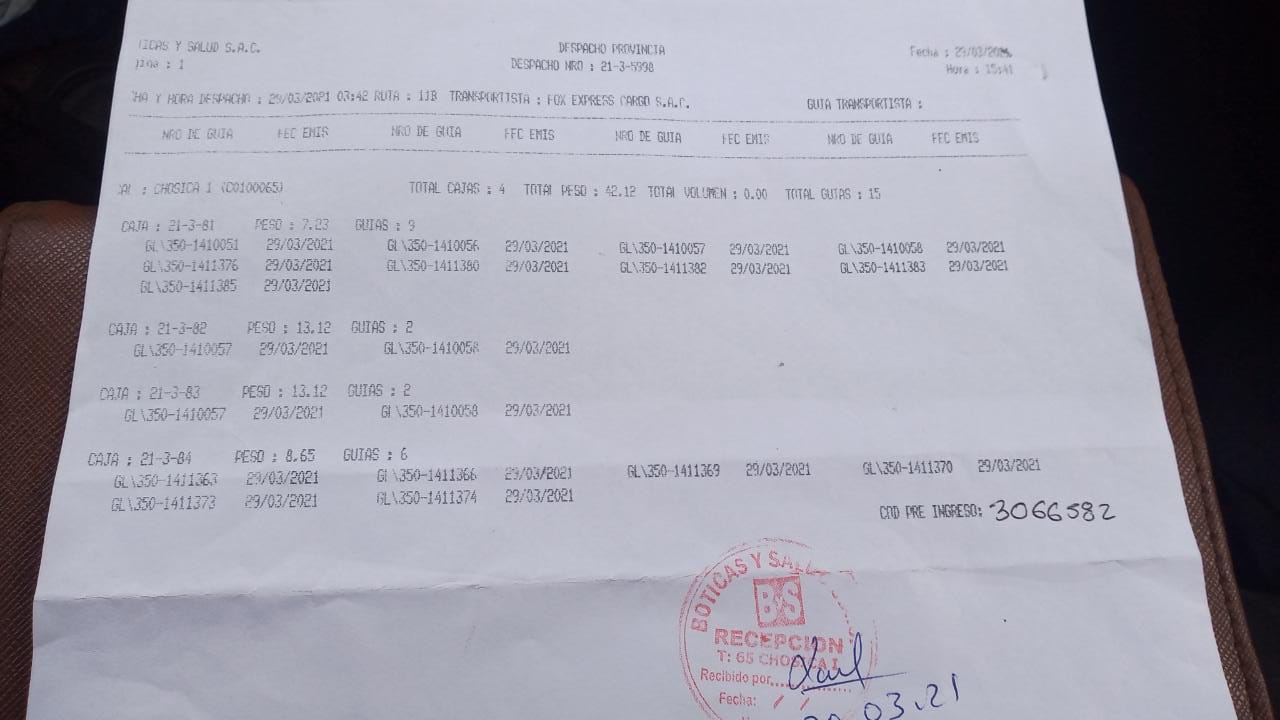 ICAS Y SALUD S.A.C. DESPACHO PROVINCIA Fecha : 29/03/2021
gina : 1 DESPACHO NRO : 21-3-5998 Hora : 15:41
HA Y HORA DESPACHO : 29/03/2021 03:42 RUTA : 11B TRANSPORTISTA : FOX EXPRESS CARGO S.A.C. GUIA TRANSPORTISTA :
NRO DE GUIA FEC EMIS NRO DE GUIA FEC EMIS NRO DE GUIA FEC EMIS NRO DE GUIA FEC EMIS
AL : CHOSICA 1 (C0100065) TOTAL CAJAS : 4 TOTAL PESO : 42.12 TOTAL VOLUMEN : 0.00 TOTAL GUIAS : 15
CAJA : 21-3-81 PESO : 7.23 GUIAS : 9
GL\350-1410051 29/03/2021 GL\350-1410056 29/03/2021 GL\350-1410057 29/03/2021 GL\350-1410058 29/03/2021
GL\350-1411376 29/03/2021 GL\350-1411380 29/03/2021 GL\350-1411382 29/03/2021 GL\350-1411383 29/03/2021
GL\350-1411385 29/03/2021
CAJA : 21-3-82 PESO : 13.12 GUIAS : 2
GL\350-1410057 29/03/2021 GL\350-1410058 29/03/2021
CAJA : 21-3-83 PESO : 13.12 GUIAS : 2
GL\350-1410057 29/03/2021 GL\350-1410058 29/03/2021
CAJA : 21-3-84 PESO : 8.65 GUIAS : 6
GL\350-1411363 29/03/2021 GL\350-1411366 29/03/2021 GL\350-1411369 29/03/2021 GL\350-1411370 29/03/2021
GL\350-1411373 29/03/2021 GL\350-1411374 29/03/2021
COD PRE INGRESO: 3066582
BOTICAS Y SALUD
BS
RECEPCION
T: 65 CHOSICA I
Recibido por
Fecha: 03.21